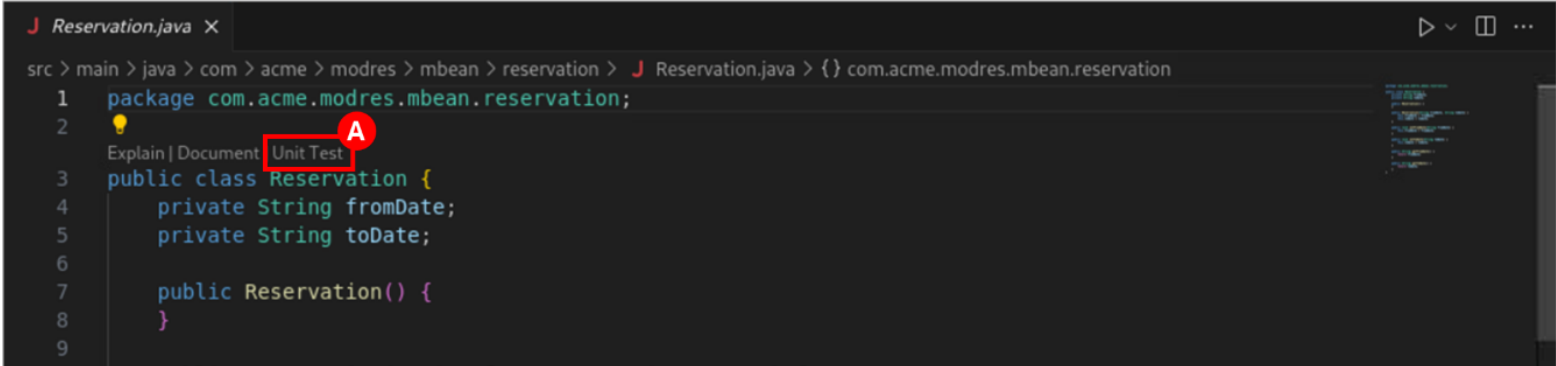 J Reservation.java ×
src > main > java > com > acme > modres > mbean > reservation > J Reservation.java > {} com.acme.modres.mbean.reservation
1 package com.acme.modres.mbean.reservation;
2
A
Explain | Document Unit Test
3 public class Reservation {
4     private String fromDate;
5     private String toDate;
6
7     public Reservation() {
8     }
9